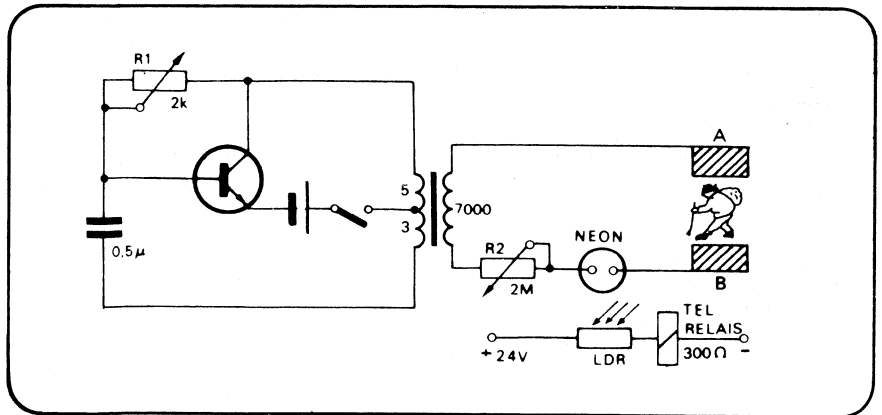 R1
2k
0,5µ
5
3
7000
R2
2M
NEON
A
B
+ 24V
LDR
TEL
RELAIS
300Ω -